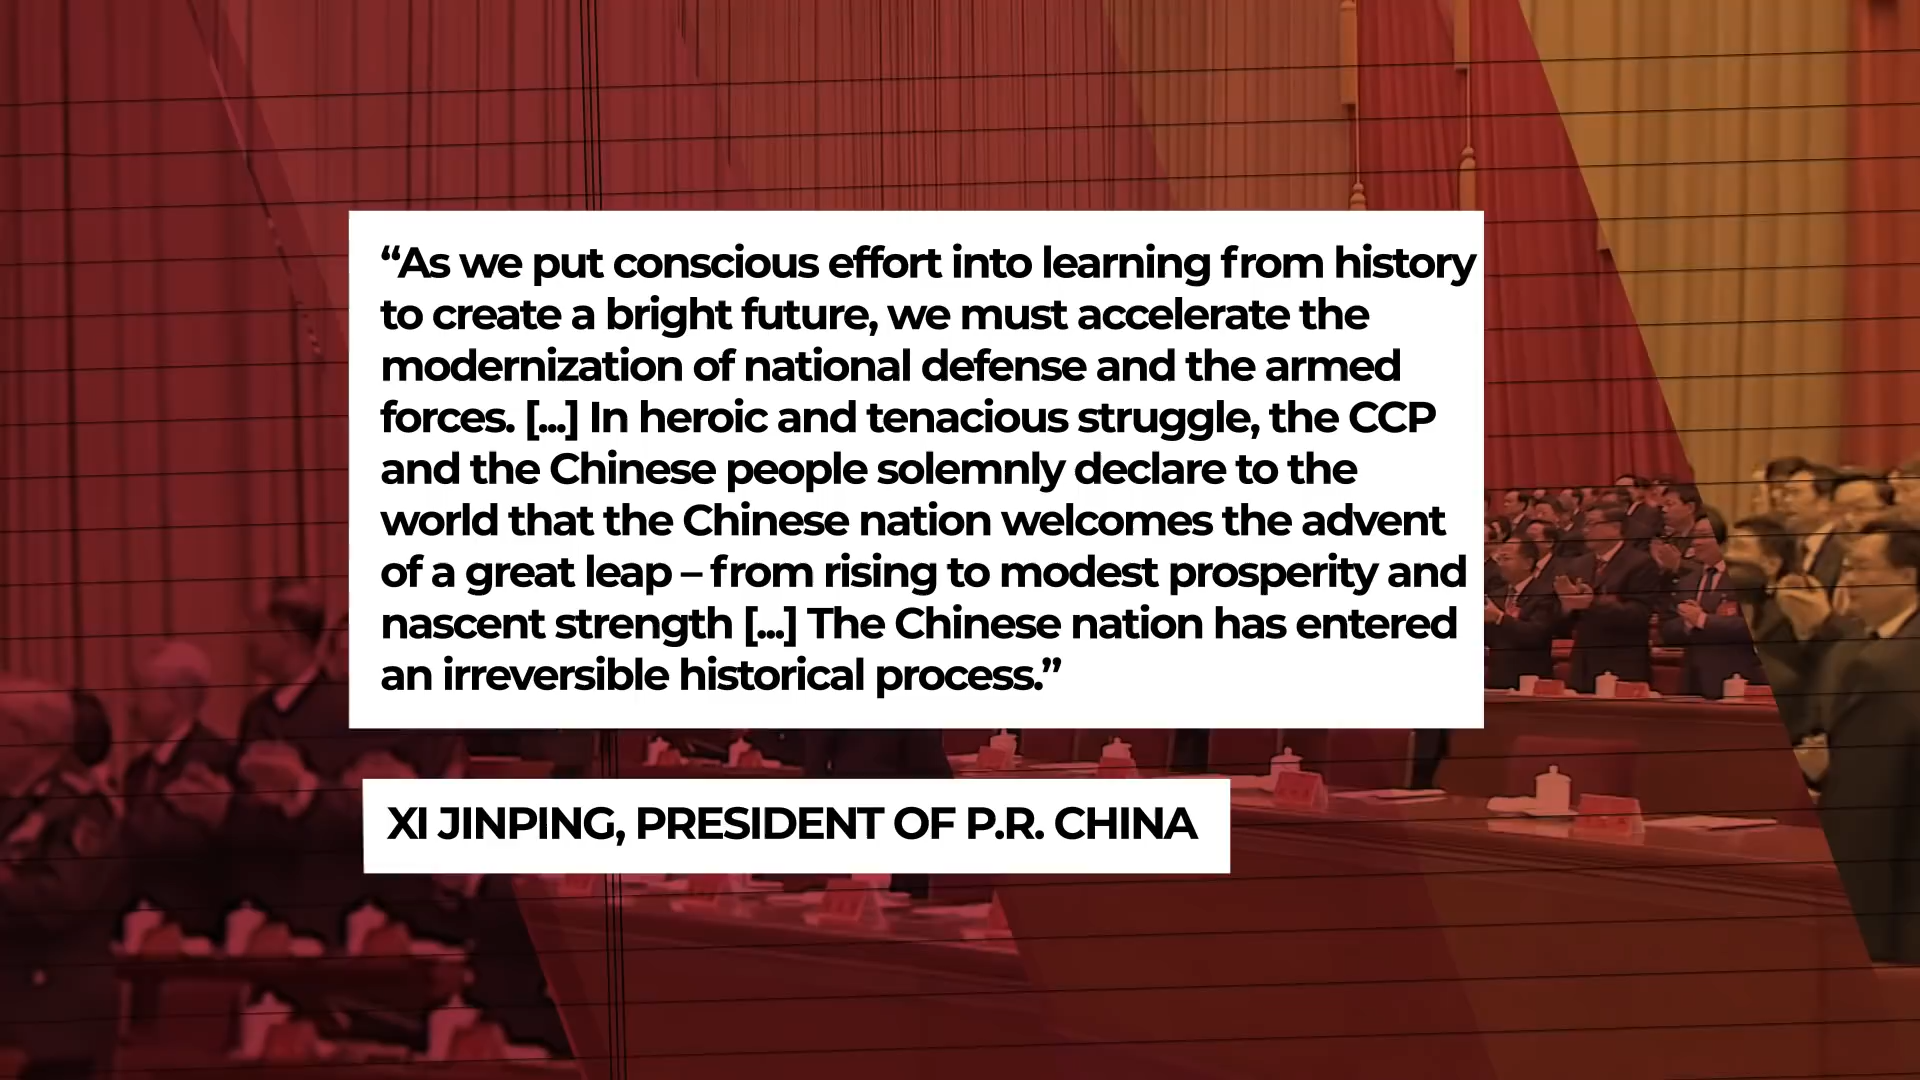 “As we put conscious effort into learning from history
to create a bright future, we must accelerate the
modernization of national defense and the armed
forces. [...] In heroic and tenacious struggle, the CCP
and the Chinese people solemnly declare to the
world that the Chinese nation welcomes the advent
of a great leap – from rising to modest prosperity and
nascent strength [...] The Chinese nation has entered
an irreversible historical process.”
XI JINPING, PRESIDENT OF P.R. CHINA